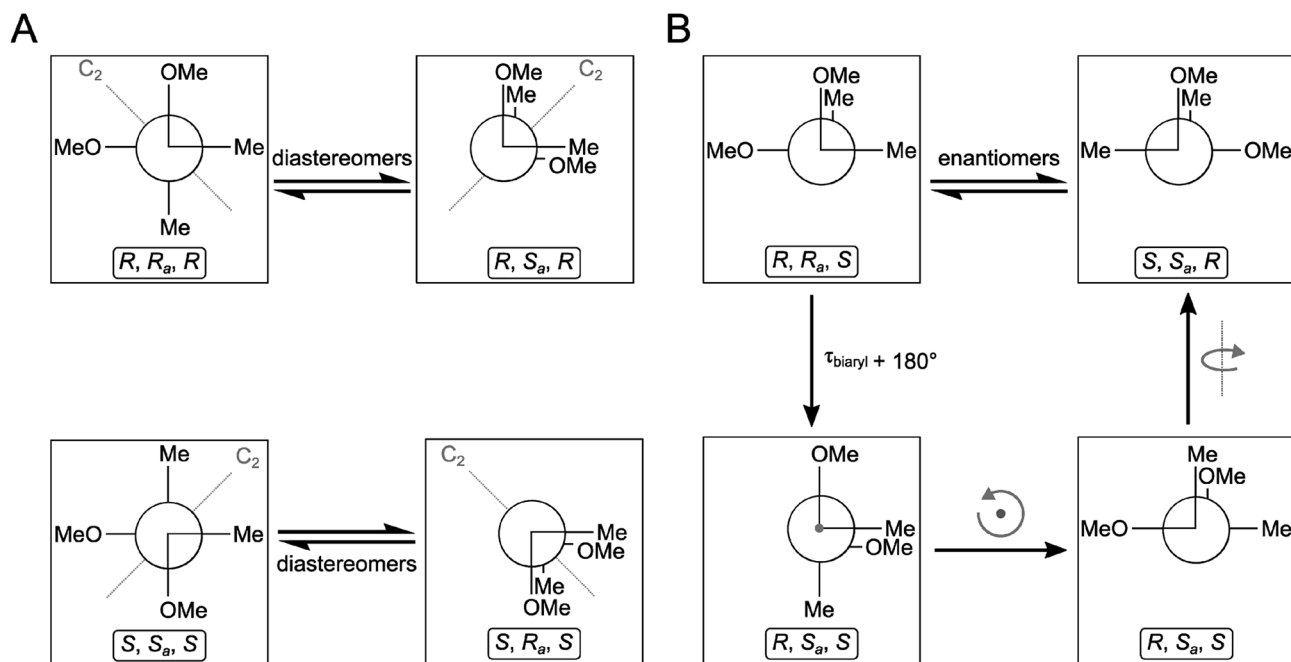 A
B
C₂
OMe
MeO
Me
Me
R, Rₐ, R
diastereomers
OMe
C₂
Me
Me
OMe
R, Sₐ, R
OMe
Me
MeO
Me
R, Rₐ, S
enantiomers
OMe
Me
Me
OMe
S, Sₐ, R
τbiaryl + 180°
Me
C₂
MeO
Me
OMe
S, Sₐ, S
diastereomers
C₂
Me
OMe
Me
OMe
S, Rₐ, S
OMe
Me
OMe
Me
R, Sₐ, S
Me
OMe
MeO
Me
R, Sₐ, S